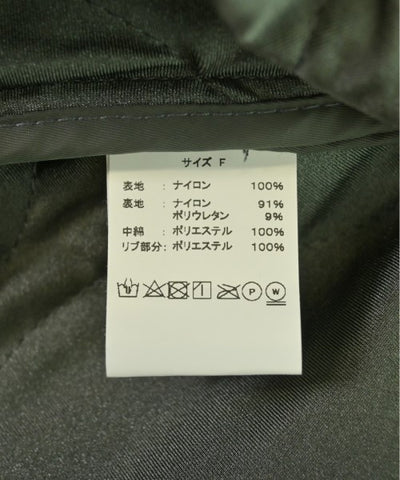 サイズ F
表地 : ナイロン 100%
裏地 : ナイロン 91%
ポリウレタン 9%
中綿 : ポリエステル 100%
リブ部分: ポリエステル 100%
P W